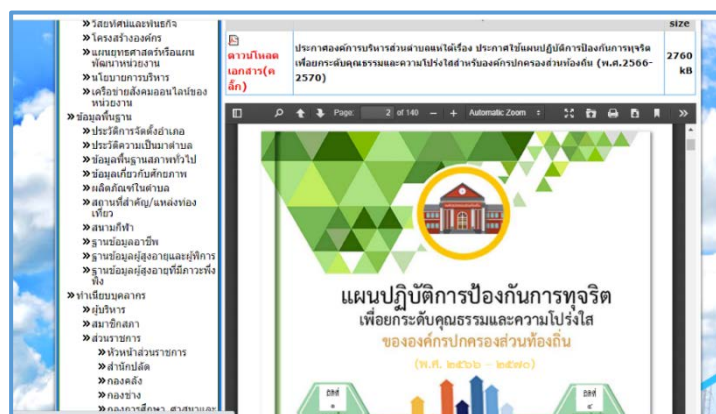 » วิสัยทัศน์และพันธกิจ
» โครงสร้างองค์กร
» แผนยุทธศาสตร์หรือแผน
พัฒนาหน่วยงาน
» นโยบายการบริหาร
» เครือข่ายสังคมออนไลน์ของ
หน่วยงาน
» ข้อมูลพื้นฐาน
» ประวัติการจัดตั้งอำเภอ
» ประวัติความเป็นมาตำบล
» ข้อมูลพื้นฐานสภาพทั่วไป
» ข้อมูลเกี่ยวกับศักยภาพ
» ผลิตภัณฑ์ในตำบล
» สถานที่สำคัญ/แหล่งท่อง
เที่ยว
» สนามกีฬา
» ฐานข้อมูลอาชีพ
» ฐานข้อมูลผู้สูงอายุและผู้พิการ
» ฐานข้อมูลผู้สูงอายุที่มีภาวะพึ่ง
พิง
» ทำเนียบบุคลากร
» ผู้บริหาร
» สมาชิกสภา
» ส่วนราชการ
» หัวหน้าส่วนราชการ
» สำนักปลัด
» กองคลัง
» กองช่าง
» กองการศึกษา ศาสนาและ
size
ดาวน์โหลด
เอกสาร(ค
ลิ๊ก)
ประกาศองค์การบริหารส่วนตำบลแห่ใต้เรื่อง ประกาศใช้แผนปฏิบัติการป้องกันการทุจริต
เพื่อยกระดับคุณธรรมและความโปร่งใสสำหรับองค์กรปกครองส่วนท้องถิ่น (พ.ศ.2566-
2570)
2760
kB
Page: 2 of 140 Automatic Zoom
แผนปฏิบัติการป้องกันการทุจริต
เพื่อยกระดับคุณธรรมและความโปร่งใส
ขององค์กรปกครองส่วนท้องถิ่น
(พ.ศ. ๒๕๖๖ – ๒๕๗๐)
มิติที่ มิติที่
๑ ๔